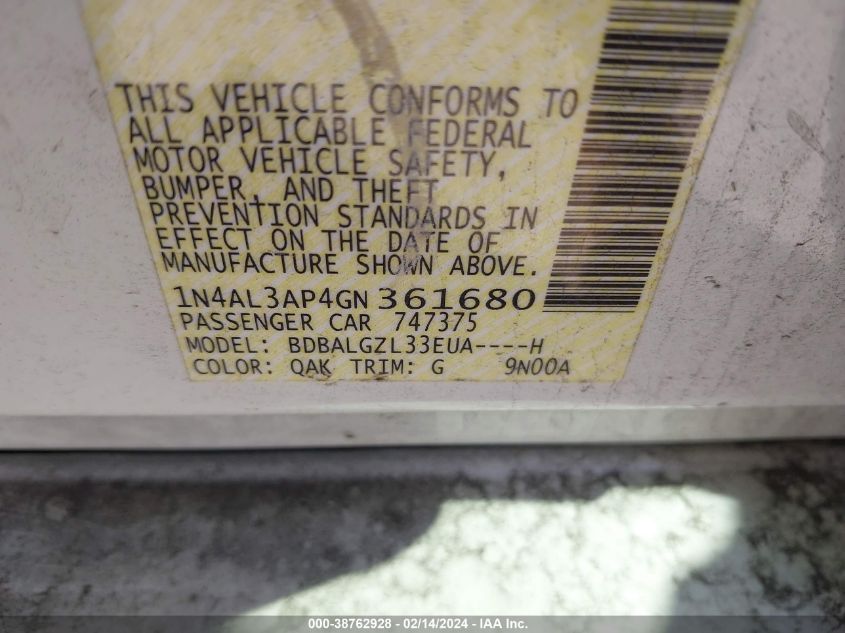 THIS VEHICLE CONFORMS TO
ALL APPLICABLE FEDERAL
MOTOR VEHICLE SAFETY,
BUMPER, AND THEFT
PREVENTION STANDARDS IN
EFFECT ON THE DATE OF
MANUFACTURE SHOWN ABOVE.
1N4AL3AP4GN 361680
PASSENGER CAR 747375
MODEL: BDBALGZL33EUA----H
COLOR: QAK TRIM: G 9N00A
000-38762928 - 02/14/2024 - IAA Inc.